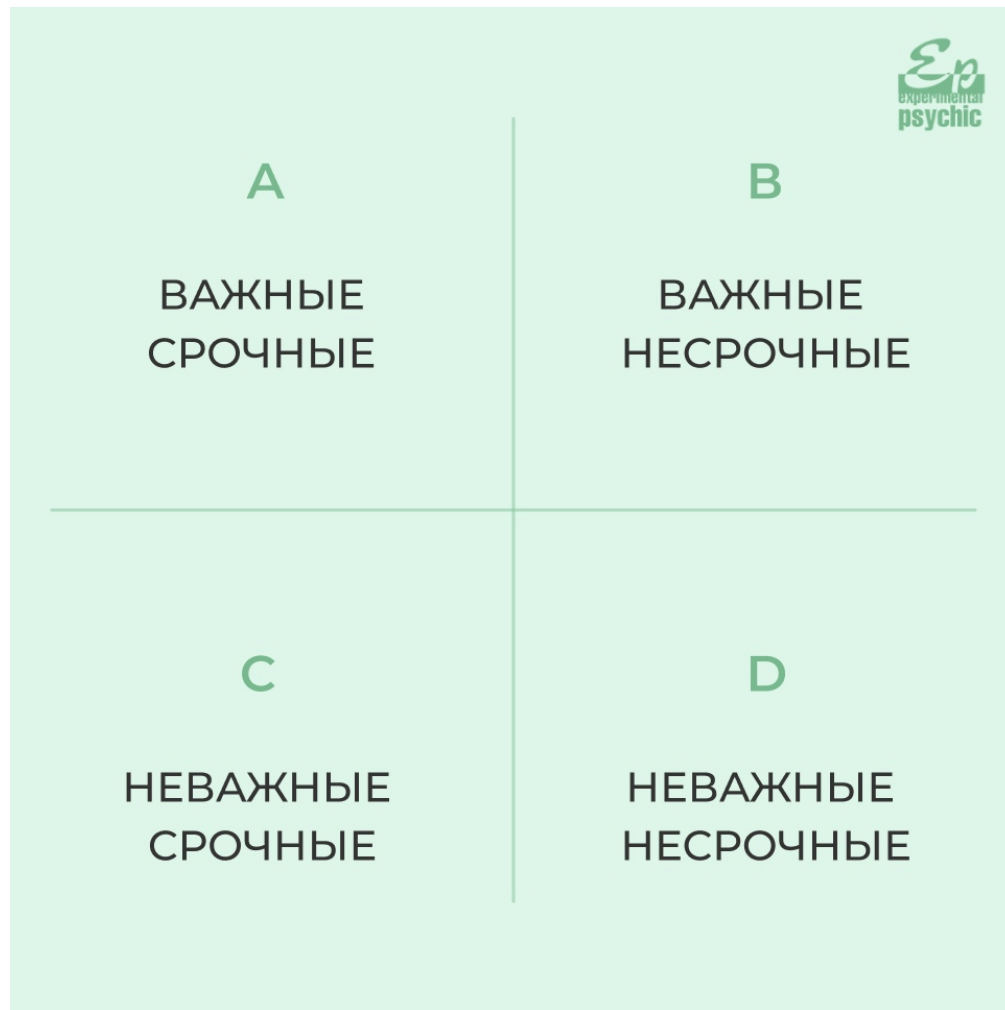 Ep
experimental
psychic
A
ВАЖНЫЕ
СРОЧНЫЕ
B
ВАЖНЫЕ
НЕСРОЧНЫЕ
C
НЕВАЖНЫЕ
СРОЧНЫЕ
D
НЕВАЖНЫЕ
НЕСРОЧНЫЕ